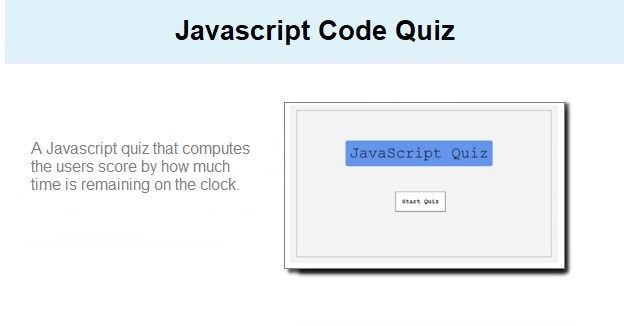 Javascript Code Quiz
A Javascript quiz that computes
the users score by how much
time is remaining on the clock.
JavaScript Quiz
Start Quiz